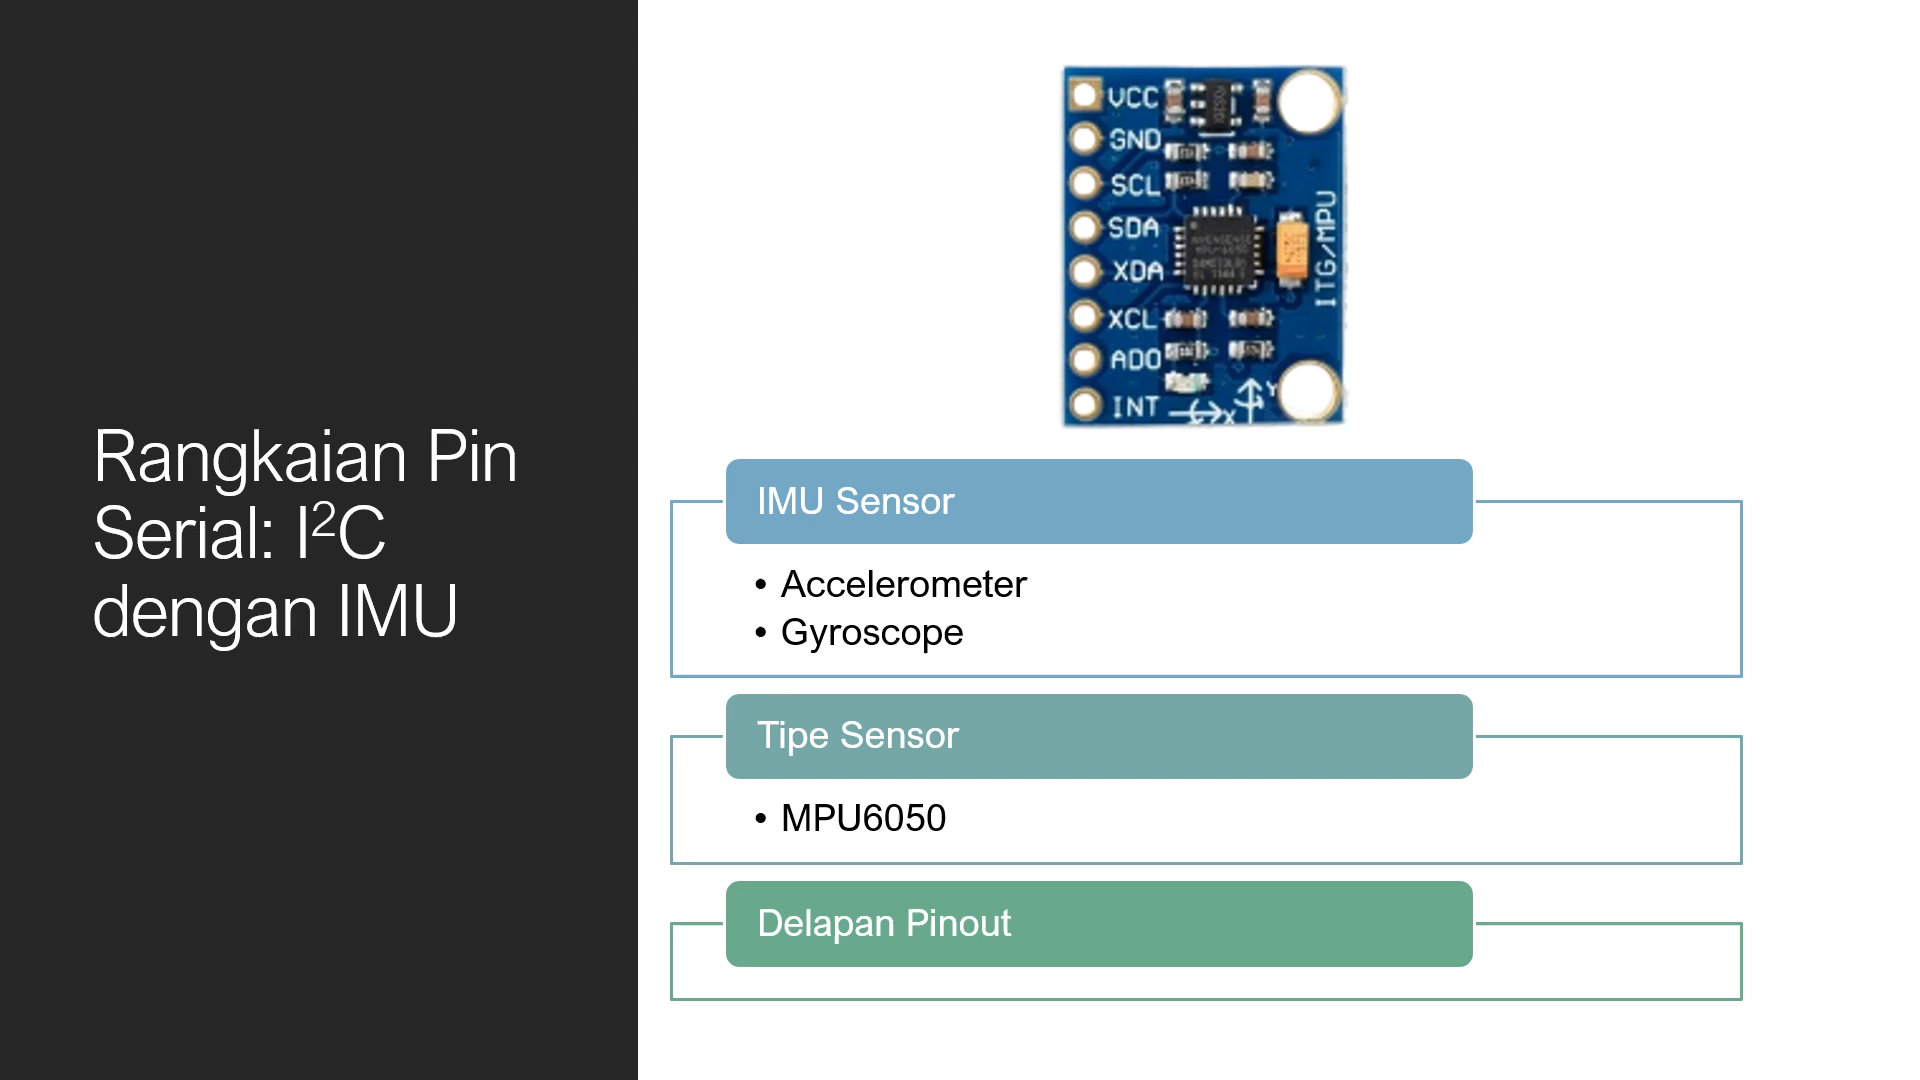 Rangkaian Pin
Serial: I²C
dengan IMU
VCC
GND
SCL
SDA
XDA
XCL
AD0
INT
ITG/MPU
X
Y
IMU Sensor
• Accelerometer
• Gyroscope
Tipe Sensor
• MPU6050
Delapan Pinout